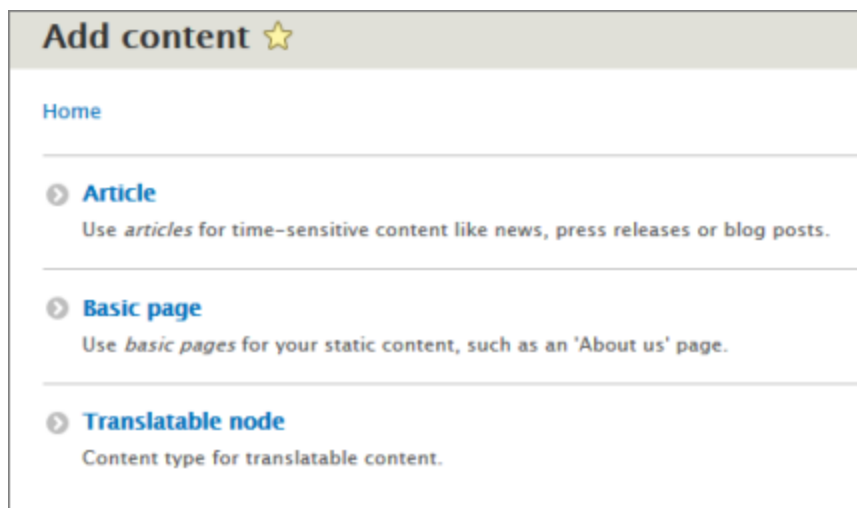 Add content
Home
Article
Use articles for time-sensitive content like news, press releases or blog posts.
Basic page
Use basic pages for your static content, such as an 'About us' page.
Translatable node
Content type for translatable content.